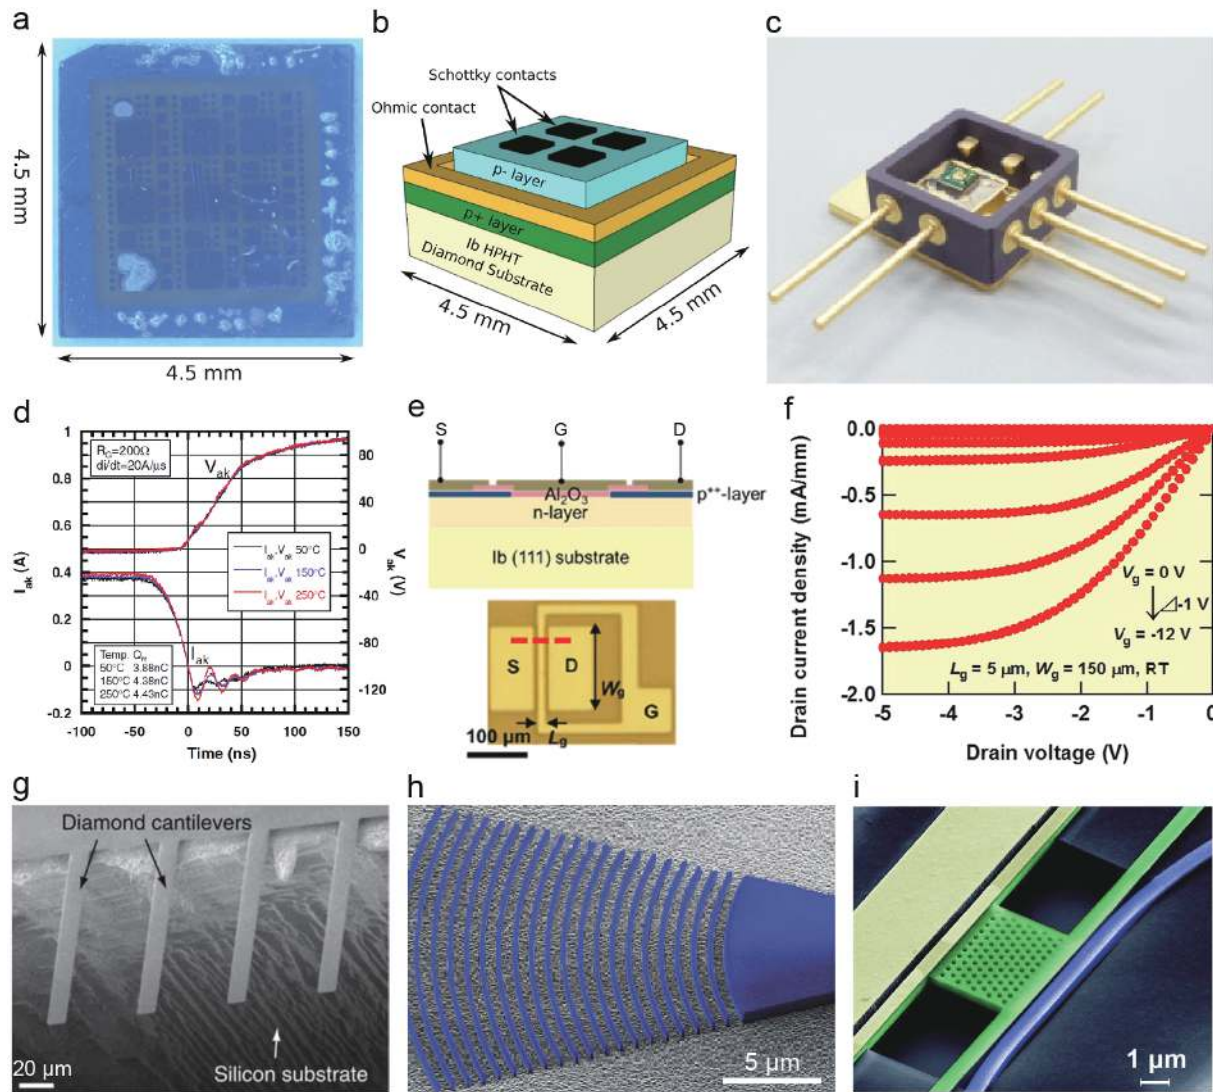 a
4.5 mm
4.5 mm
b
Schottky contacts
Ohmic contact
p- layer
p+ layer
Ib HPHT
Diamond Substrate
4.5 mm
4.5 mm
c
d
1
0.8
0.6
0.4
0.2
0
-0.2
I_ak (A)
R_G=200Ω
di/dt=20A/μs
V_ak
I_ak,V_ak 50°C
I_ak,V_ak 150°C
I_ak,V_ak 250°C
I_ak
Temp. Q_rr
50°C 3.88nC
150°C 4.38nC
250°C 4.43nC
80
40
0
-40
-80
-120
V_ak (V)
-100 -50 0 50 100 150
Time (ns)
e
S G D
Al₂O₃
p⁺⁺-layer
n-layer
Ib (111) substrate
S D
W_g
G
100 μm
L_g
f
0.0
-0.5
-1.0
-1.5
-2.0
Drain current density (mA/mm)
V_g = 0 V
-1 V
V_g = -12 V
L_g = 5 μm, W_g = 150 μm, RT
-5 -4 -3 -2 -1 0
Drain voltage (V)
g
Diamond cantilevers
20 μm
Silicon substrate
h
5 μm
i
1 μm